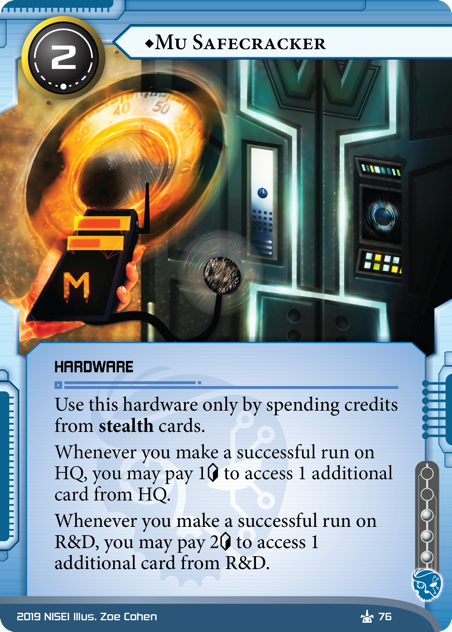 2
♦Mu Safecracker
40
50
M
HARDWARE
Use this hardware only by spending credits
from stealth cards.
Whenever you make a successful run on
HQ, you may pay 1 to access 1 additional
card from HQ.
Whenever you make a successful run on
R&D, you may pay 2 to access 1
additional card from R&D.
2019 NISEI Illus. Zoe Cohen
76